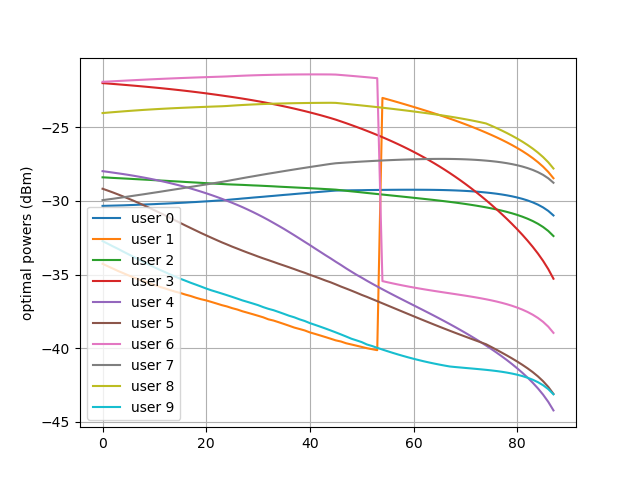 optimal powers (dBm)
−25
−30
−35
−40
−45
0
20
40
60
80
user 0
user 1
user 2
user 3
user 4
user 5
user 6
user 7
user 8
user 9